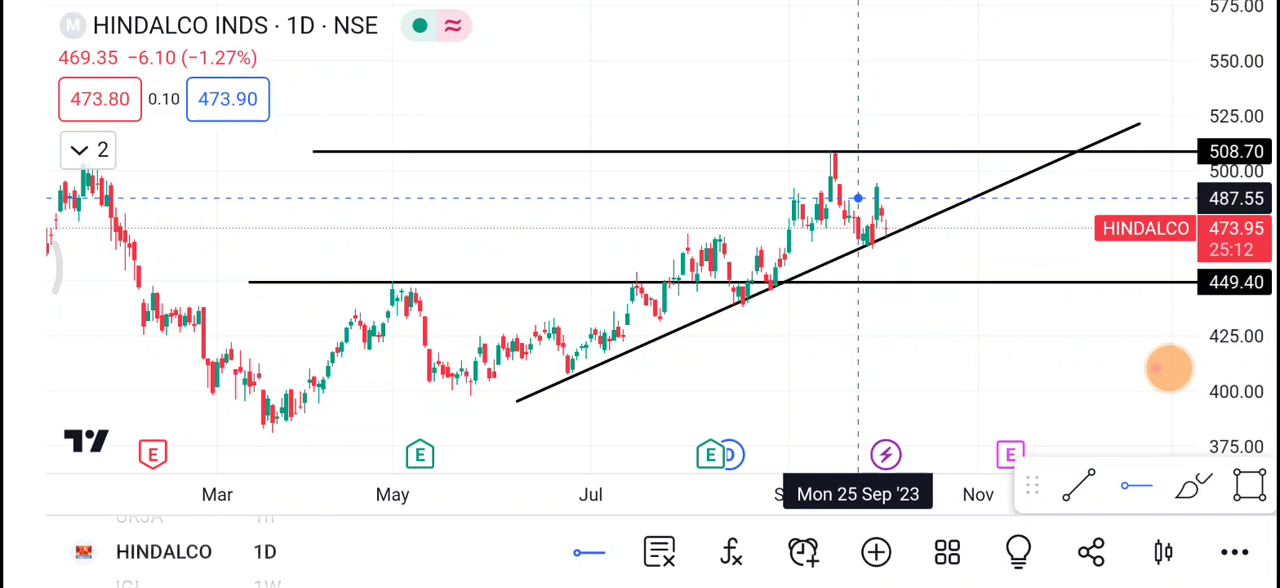 M HINDALCO INDS · 1D · NSE
469.35 −6.10 (−1.27%)
473.80 0.10 473.90
2
575.00
550.00
525.00
508.70
500.00
487.55
HINDALCO 473.95
25:12
449.40
425.00
400.00
375.00
E E E D E
Mar May Jul S Mon 25 Sep '23 Nov
HINDALCO 1D